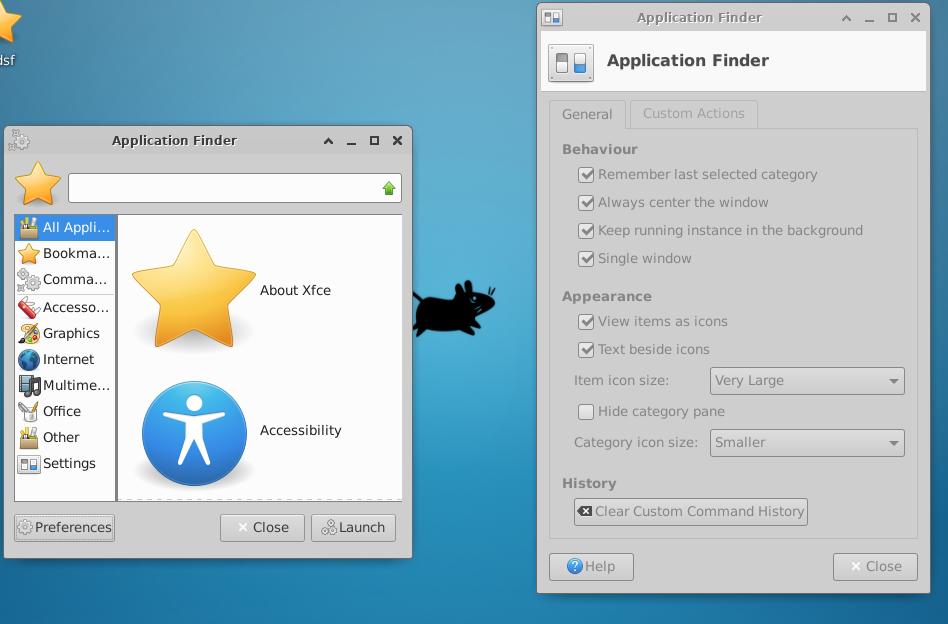 dsf
Application Finder
All Appli...
Bookma...
Comma...
Accesso...
Graphics
Internet
Multime...
Office
Other
Settings
About Xfce
Accessibility
Preferences
Close
Launch
Application Finder
Application Finder
General
Custom Actions
Behaviour
Remember last selected category
Always center the window
Keep running instance in the background
Single window
Appearance
View items as icons
Text beside icons
Item icon size: Very Large
Hide category pane
Category icon size: Smaller
History
Clear Custom Command History
Help
Close